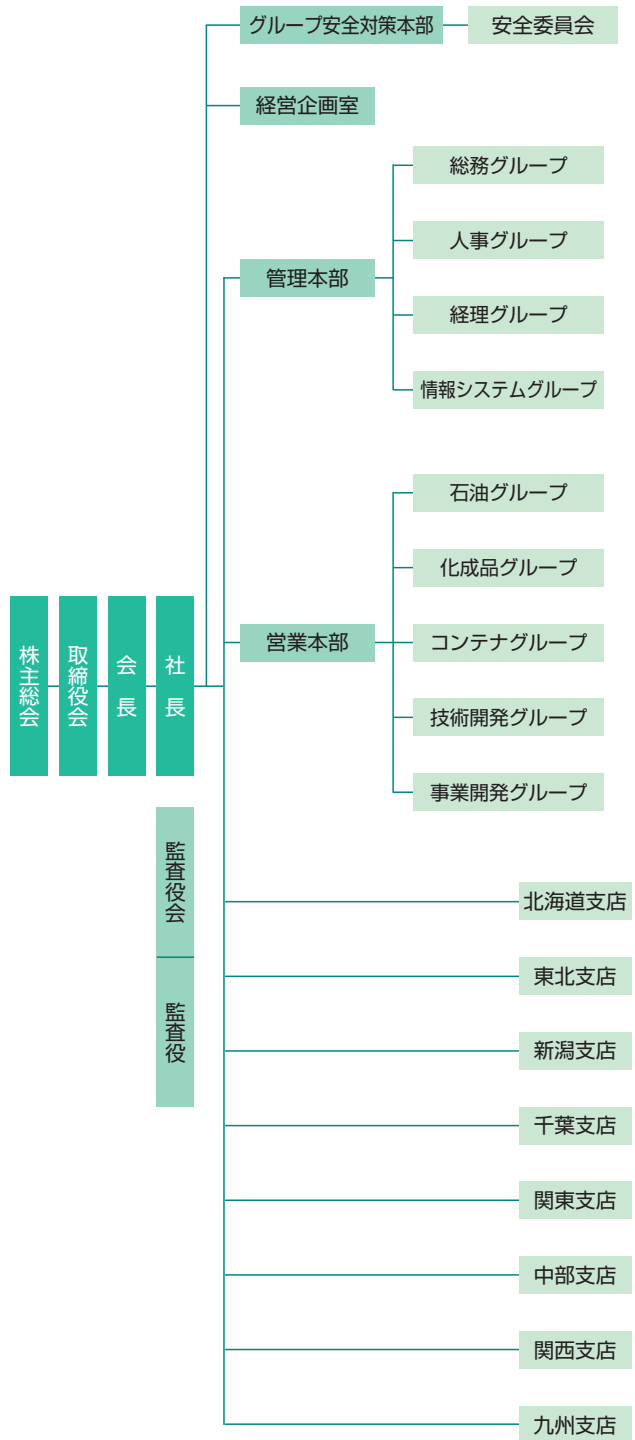 グループ安全対策本部
安全委員会
経営企画室
総務グループ
人事グループ
管理本部
経理グループ
情報システムグループ
石油グループ
化成品グループ
営業本部
コンテナグループ
技術開発グループ
事業開発グループ
株主総会
取締役会
会長
社長
監査役会
監査役
北海道支店
東北支店
新潟支店
千葉支店
関東支店
中部支店
関西支店
九州支店